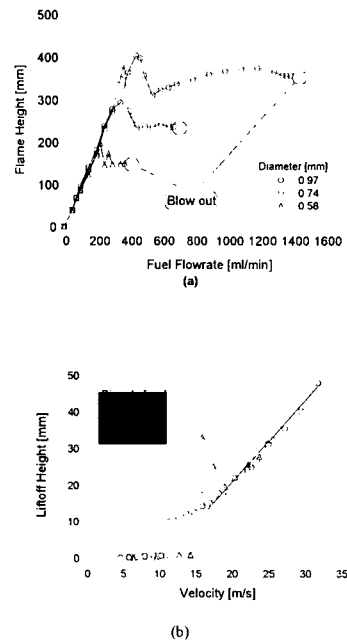 500
400
300
200
100
0
Flame Height [mm]
Diameter [mm]
0.97
0.74
0.58
Blow out
0 200 400 600 800 1000 1200 1400 1600
Fuel Flowrate [ml/min]
(a)
50
40
30
20
10
0
Liftoff Height [mm]
0 5 10 15 20 25 30 35
Velocity [m/s]
(b)